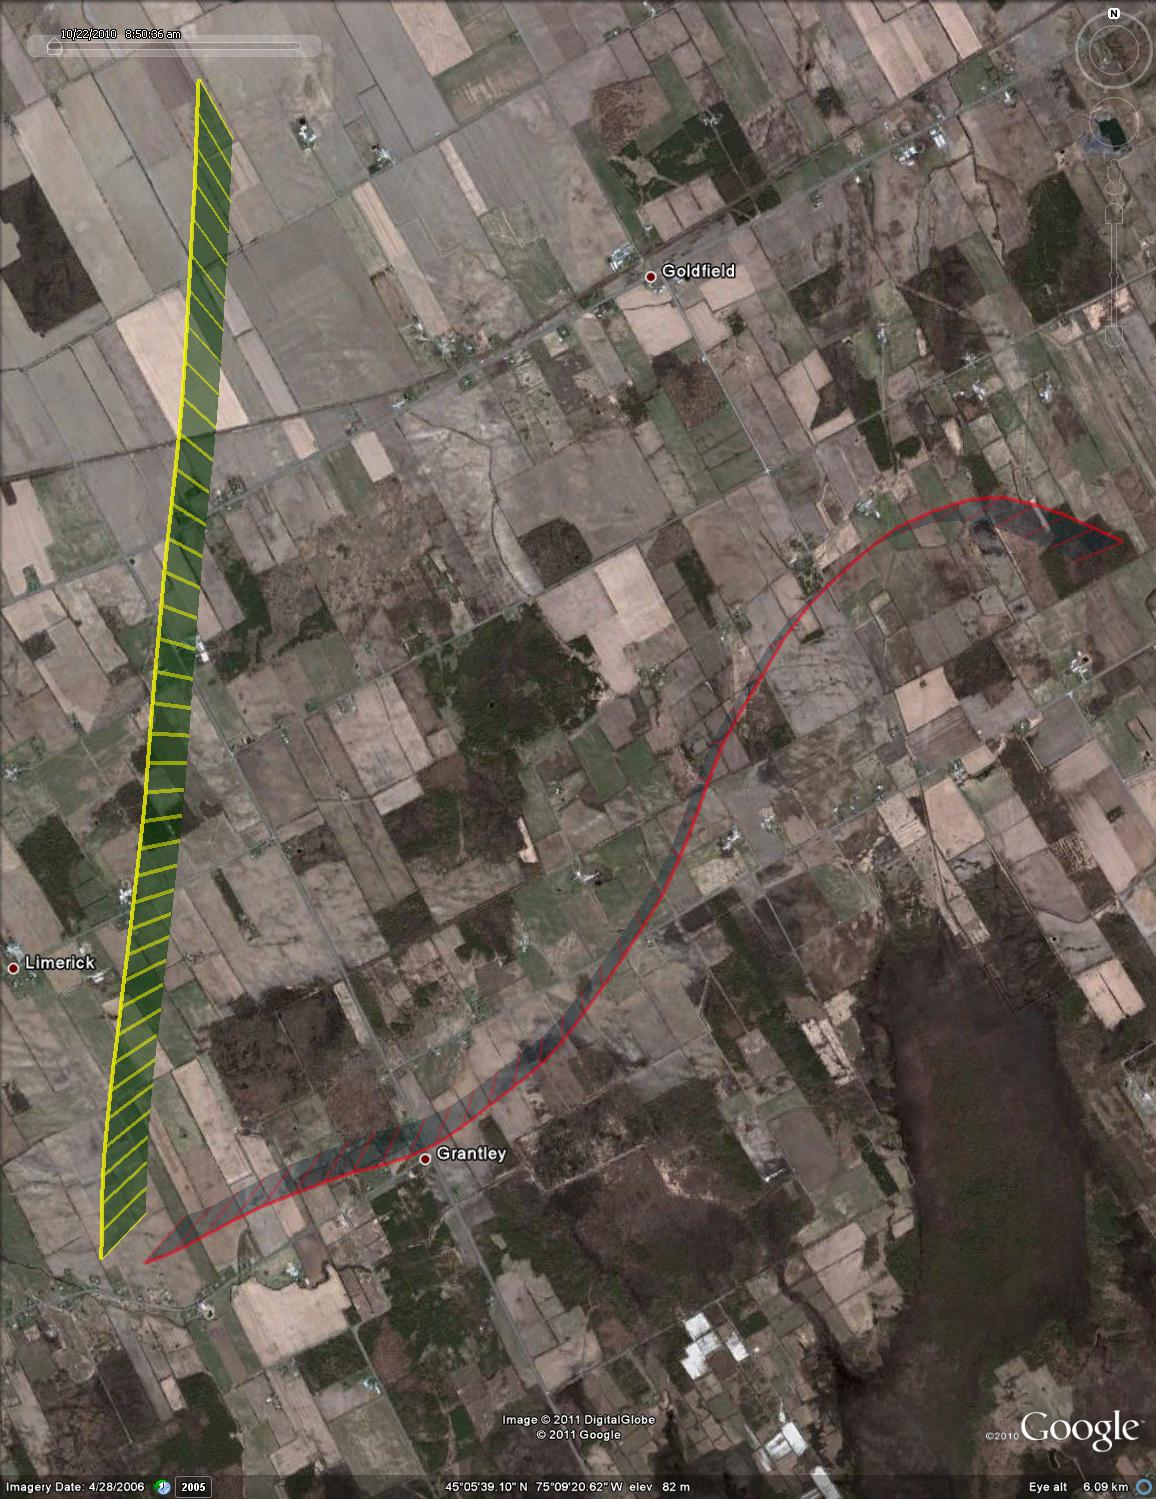 10/22/2010 8:50:36 am
N
Goldfield
Limerick
Grantley
Image © 2011 DigitalGlobe
© 2011 Google
©2010 Google™
Imagery Date: 4/28/2006 2005 45°05'39.10" N 75°09'20.62" W elev 82 m Eye alt 6.09 km